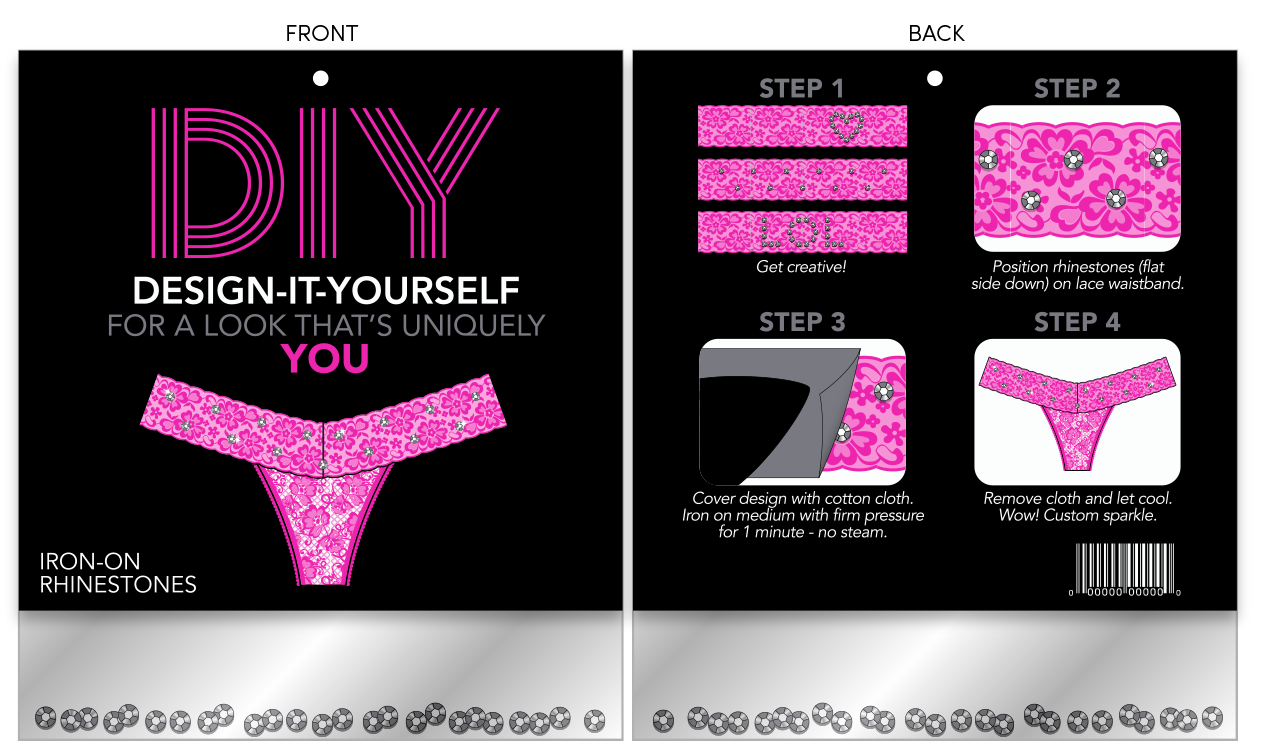 FRONT
DIY
DESIGN-IT-YOURSELF
FOR A LOOK THAT'S UNIQUELY
YOU
IRON-ON
RHINESTONES
BACK
STEP 1
LOL
Get creative!
STEP 2
Position rhinestones (flat
side down) on lace waistband.
STEP 3
Cover design with cotton cloth.
Iron on medium with firm pressure
for 1 minute - no steam.
STEP 4
Remove cloth and let cool.
Wow! Custom sparkle.
0 00000 00000 0